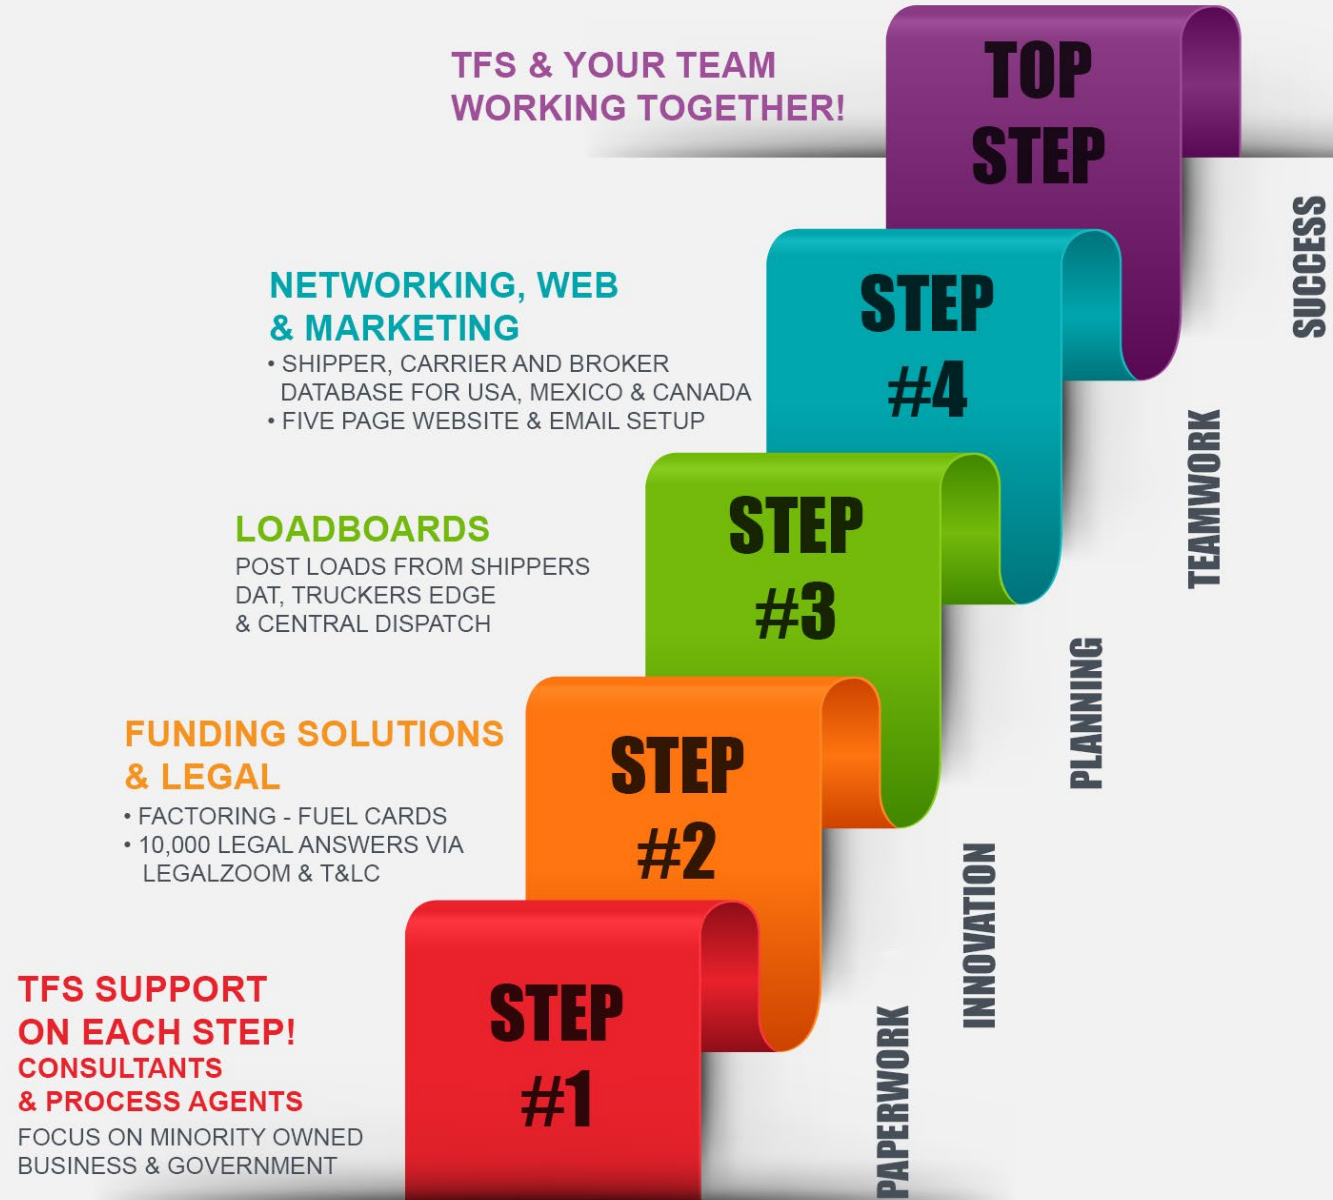 TFS & YOUR TEAM
WORKING TOGETHER!
TOP
STEP
SUCCESS
NETWORKING, WEB
& MARKETING
• SHIPPER, CARRIER AND BROKER
DATABASE FOR USA, MEXICO & CANADA
• FIVE PAGE WEBSITE & EMAIL SETUP
STEP
#4
TEAMWORK
LOADBOARDS
POST LOADS FROM SHIPPERS
DAT, TRUCKERS EDGE
& CENTRAL DISPATCH
STEP
#3
PLANNING
FUNDING SOLUTIONS
& LEGAL
• FACTORING - FUEL CARDS
• 10,000 LEGAL ANSWERS VIA
LEGALZOOM & T&LC
STEP
#2
INNOVATION
TFS SUPPORT
ON EACH STEP!
CONSULTANTS
& PROCESS AGENTS
FOCUS ON MINORITY OWNED
BUSINESS & GOVERNMENT
STEP
#1
PAPERWORK